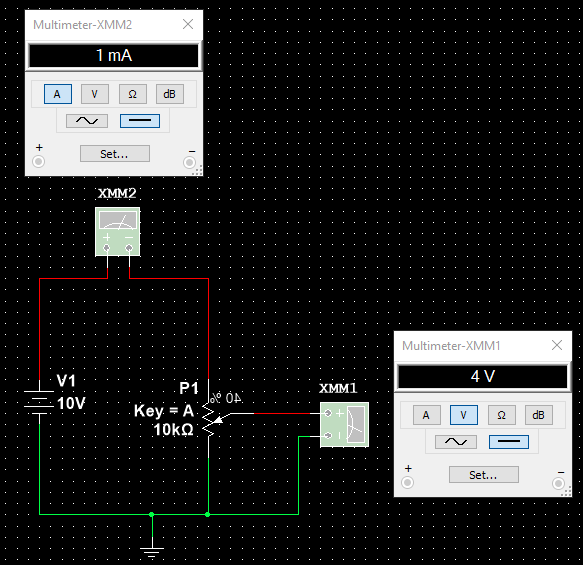 Multimeter-XMM2
1 mA
A
V
Ω
dB
+
Set...
–
XMM2
+
–
V1
10V
P1
Key = A
10kΩ
40 %
XMM1
Multimeter-XMM1
4 V
A
V
Ω
dB
+
Set...
–